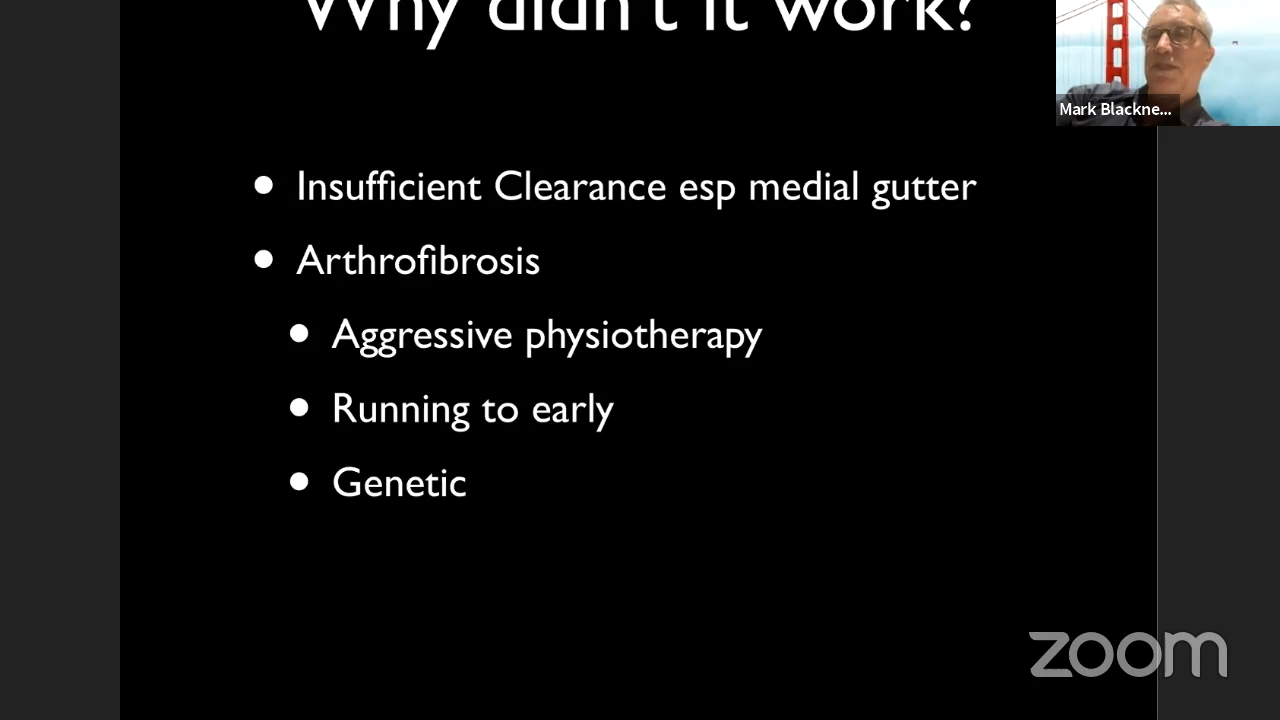 Why didn't it work?
Mark Blackne...
Insufficient Clearance esp medial gutter
Arthrofibrosis
Aggressive physiotherapy
Running to early
Genetic
zoom